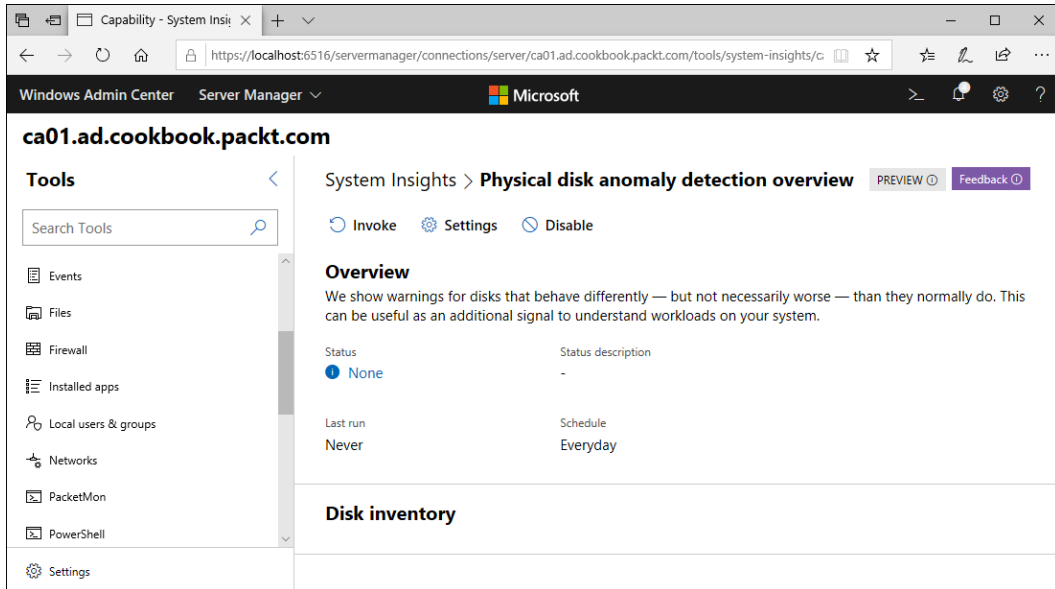 Capability - System Insig
https://localhost:6516/servermanager/connections/server/ca01.ad.cookbook.packt.com/tools/system-insights/c
Windows Admin Center Server Manager Microsoft
ca01.ad.cookbook.packt.com
Tools
System Insights > Physical disk anomaly detection overview PREVIEW Feedback
Search Tools
Invoke Settings Disable
Events
Files
Firewall
Installed apps
Local users & groups
Networks
PacketMon
PowerShell
Settings
Overview
We show warnings for disks that behave differently — but not necessarily worse — than they normally do. This
can be useful as an additional signal to understand workloads on your system.
Status Status description
None -
Last run Schedule
Never Everyday
Disk inventory